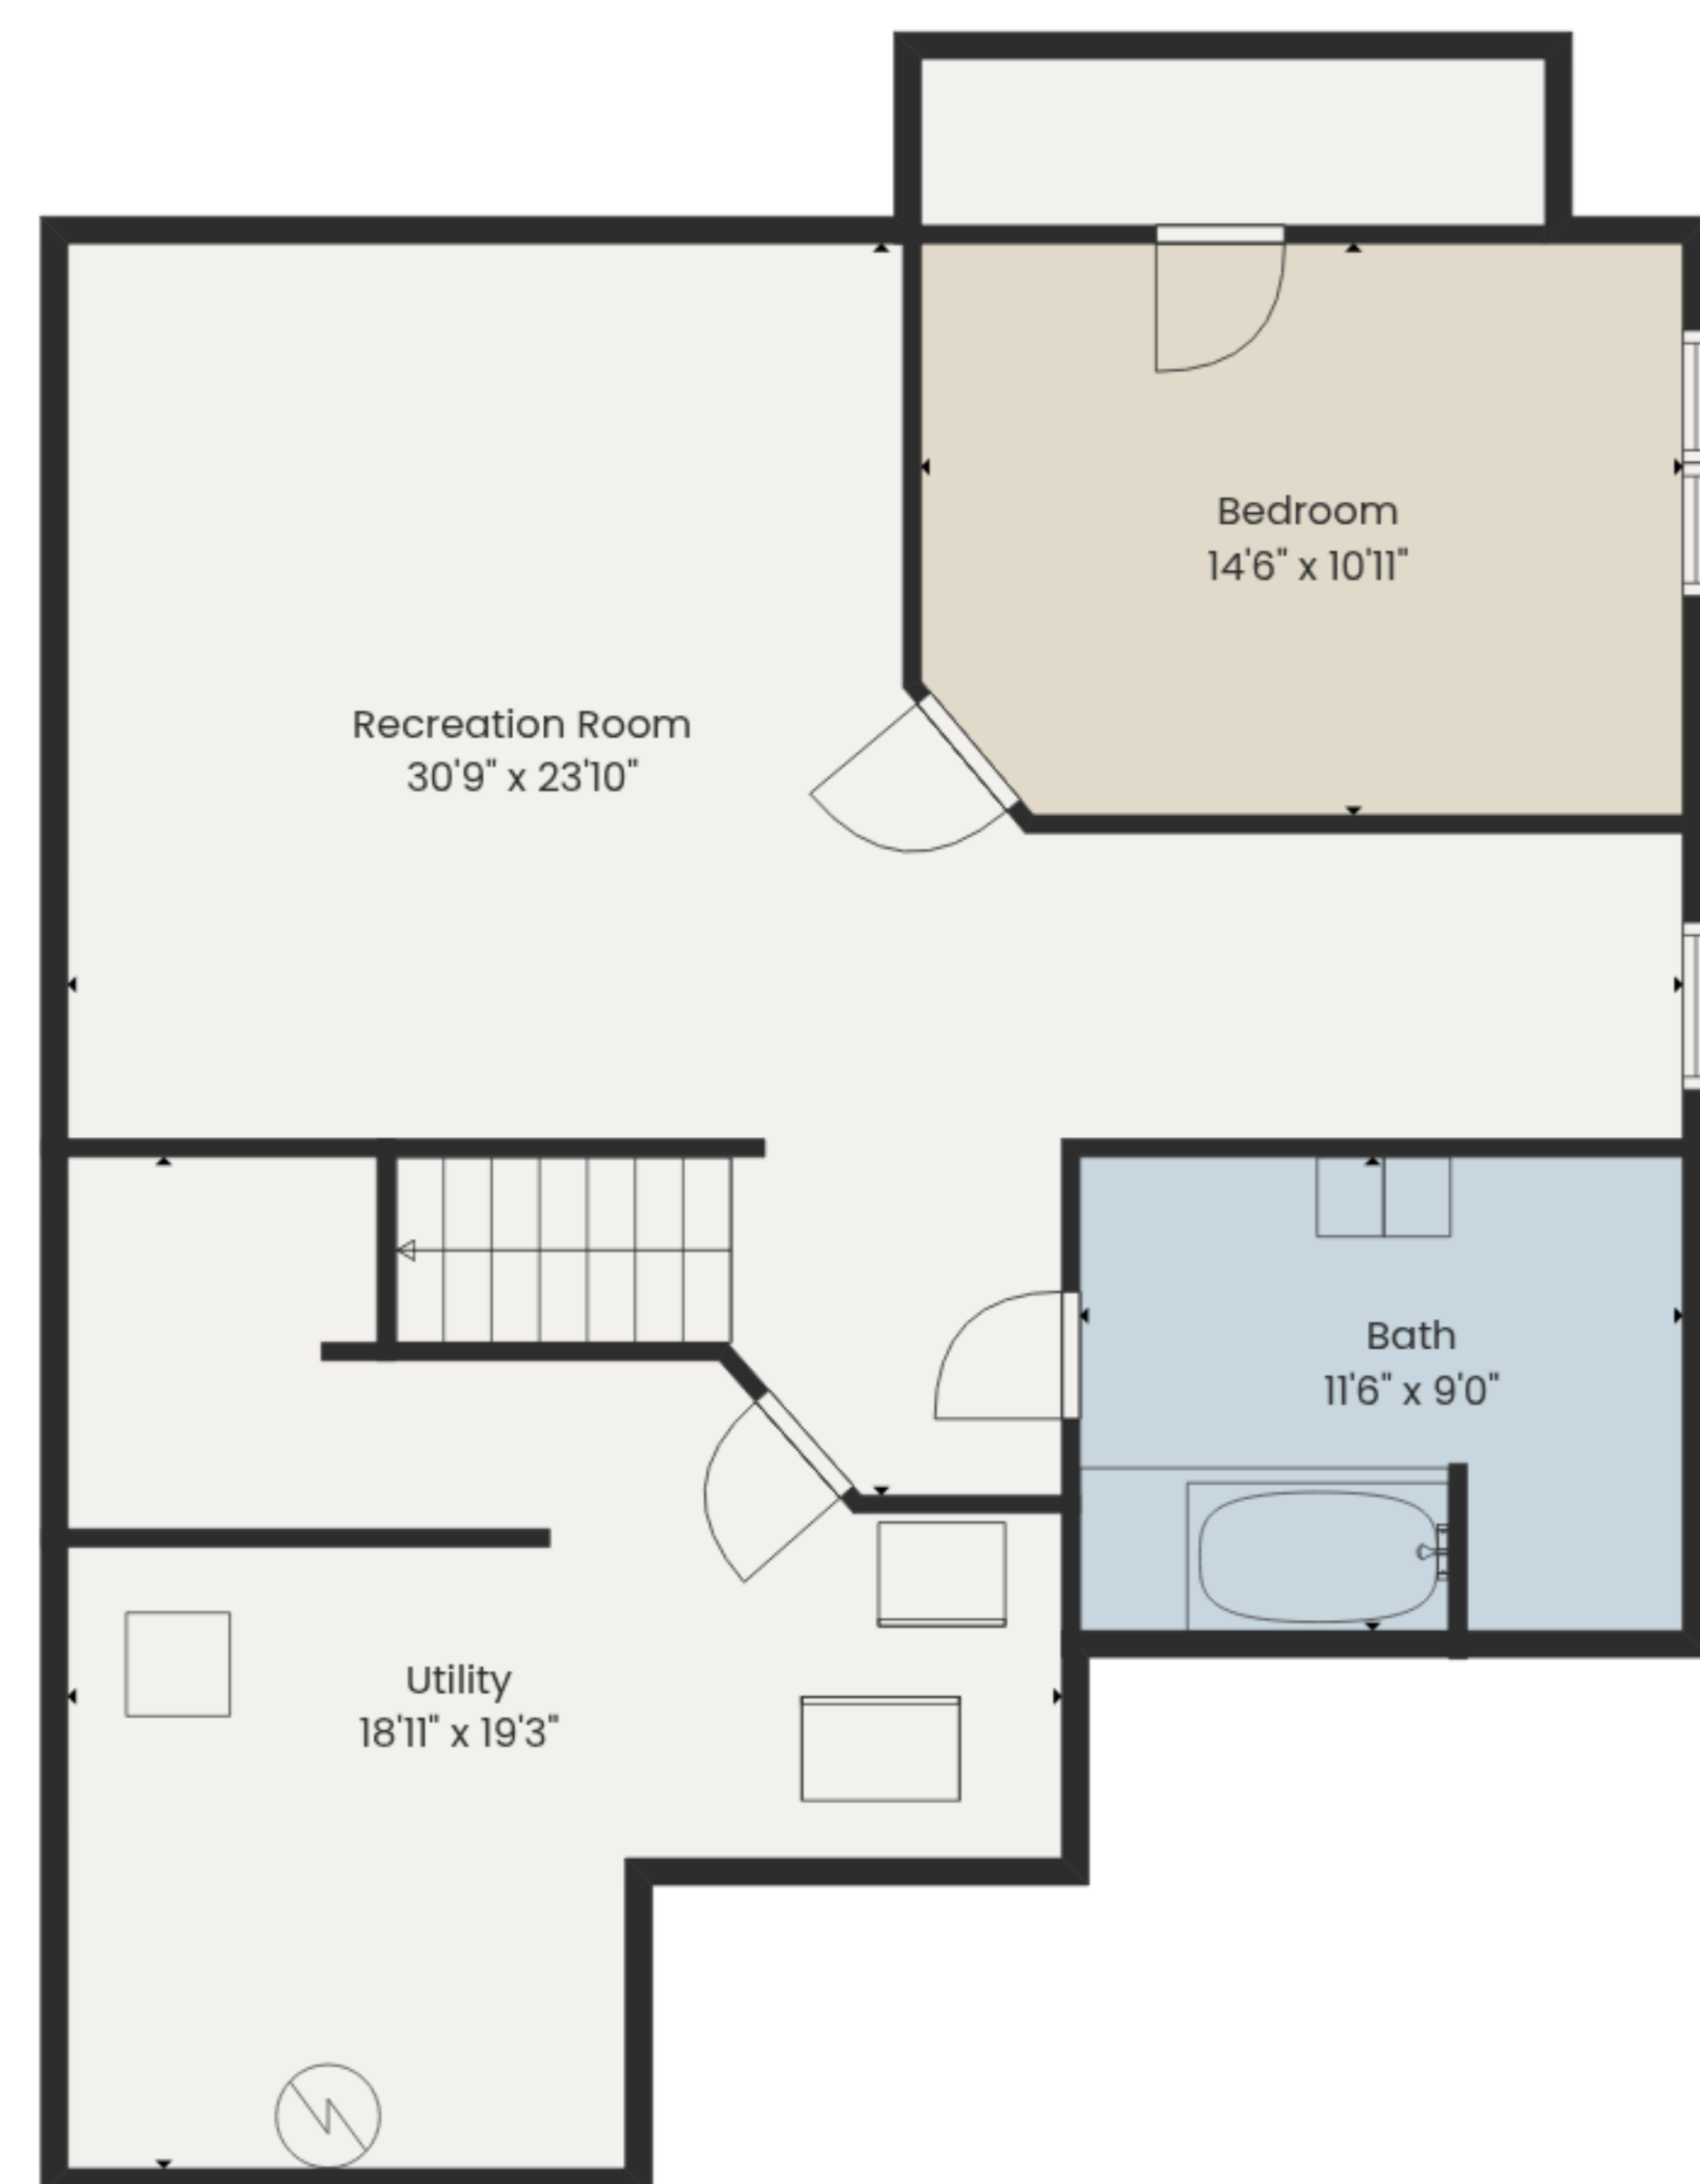 Bedroom
14'6" x 10'11"
Recreation Room
30'9" x 23'10"
Bath
11'6" x 9'0"
Utility
18'11" x 19'3"